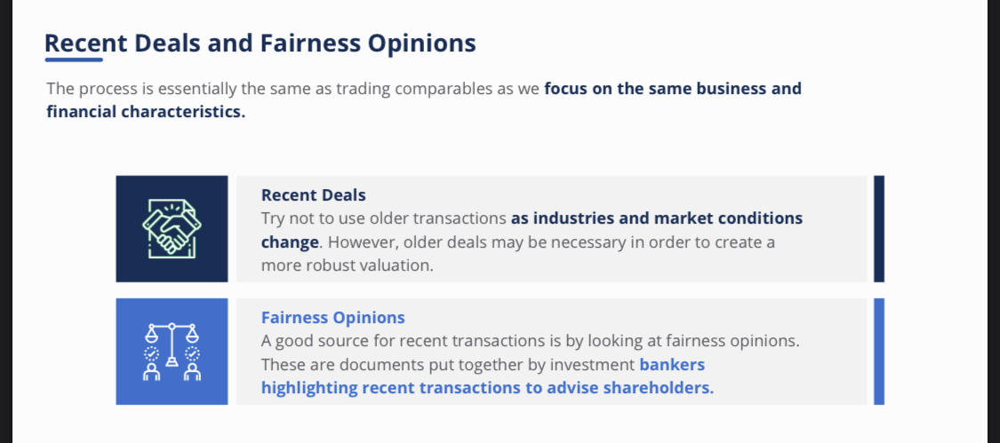 Recent Deals and Fairness Opinions
The process is essentially the same as trading comparables as we focus on the same business and
financial characteristics.
Recent Deals
Try not to use older transactions as industries and market conditions
change. However, older deals may be necessary in order to create a
more robust valuation.
Fairness Opinions
A good source for recent transactions is by looking at fairness opinions.
These are documents put together by investment bankers
highlighting recent transactions to advise shareholders.